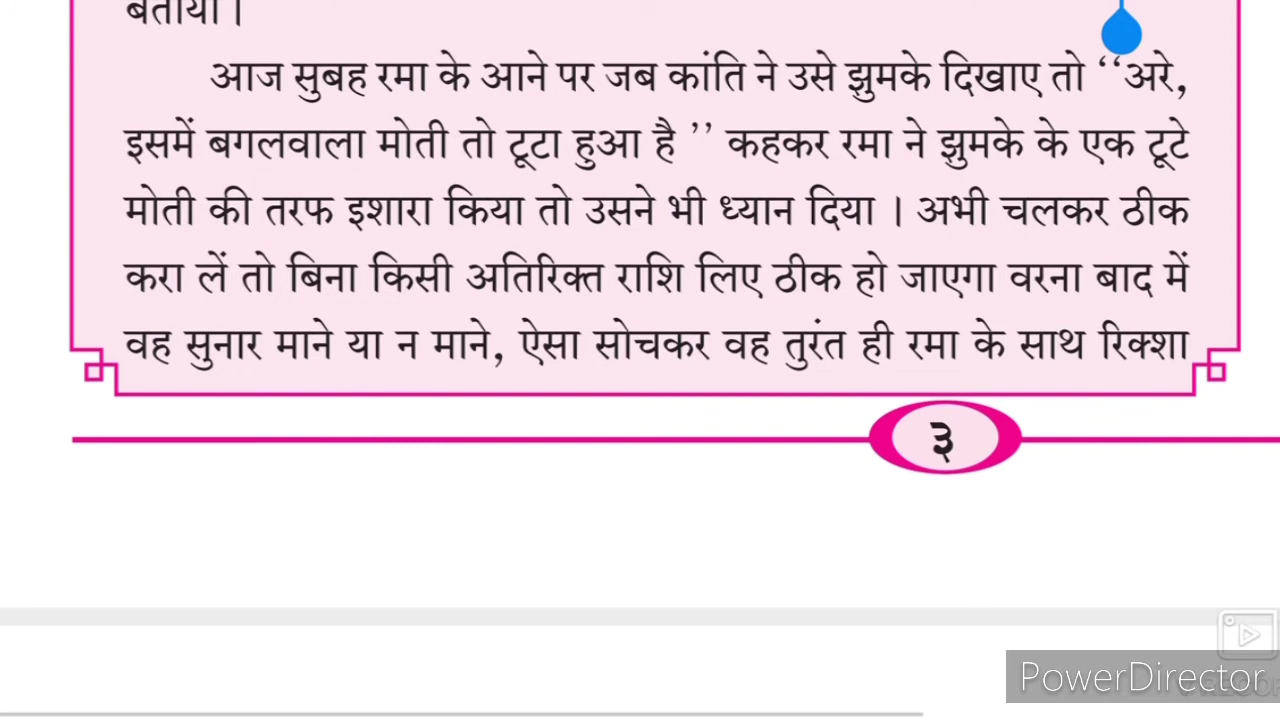 बताया ।
आज सुबह रमा के आने पर जब कांति ने उसे झुमके दिखाए तो ‘‘अरे,
इसमें बगलवाला मोती तो टूटा हुआ है ’’ कहकर रमा ने झुमके के एक टूटे
मोती की तरफ इशारा किया तो उसने भी ध्यान दिया । अभी चलकर ठीक
करा लें तो बिना किसी अतिरिक्त राशि लिए ठीक हो जाएगा वरना बाद में
वह सुनार माने या न माने, ऐसा सोचकर वह तुरंत ही रमा के साथ रिक्शा
३
PowerDirector